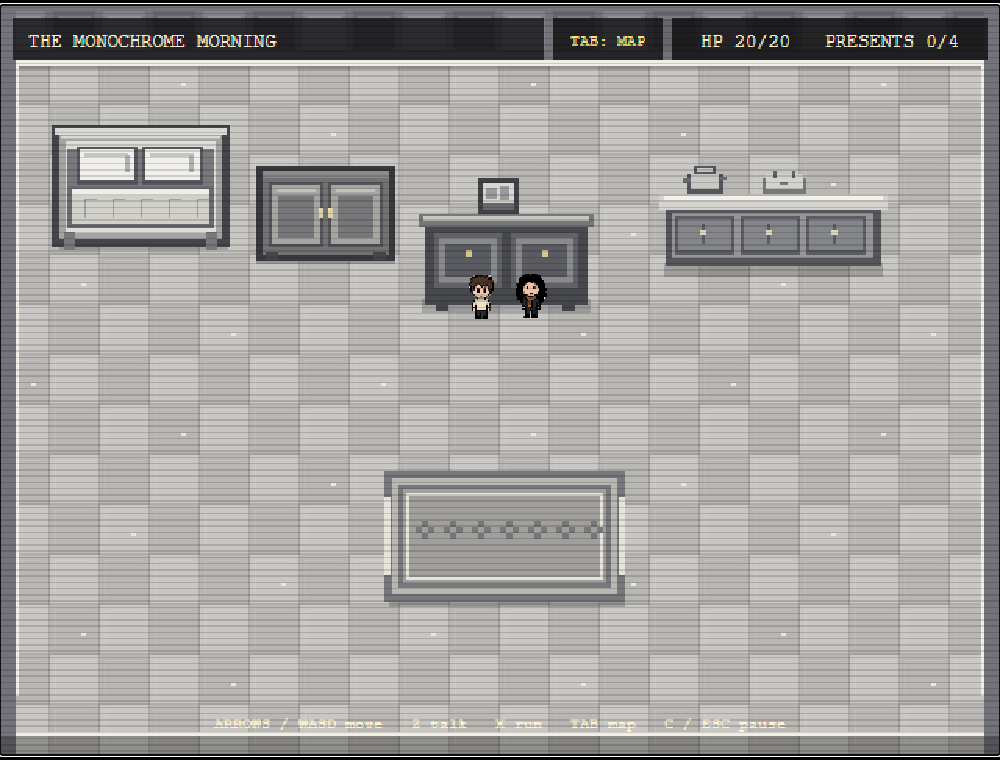 THE MONOCHROME MORNING
TAB: MAP
HP 20/20 PRESENTS 0/4
ARROWS / WASD move Z talk X run TAB map C / ESC pause